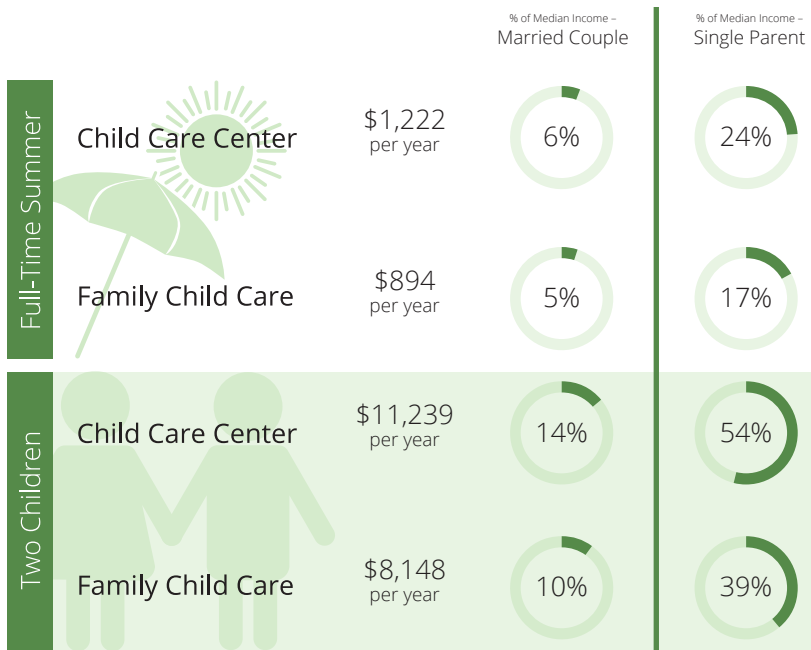 % of Median Income –
Married Couple
% of Median Income –
Single Parent
Full-Time Summer
Child Care Center
$1,222
per year
6%
24%
Family Child Care
$894
per year
5%
17%
Two Children
Child Care Center
$11,239
per year
14%
54%
Family Child Care
$8,148
per year
10%
39%